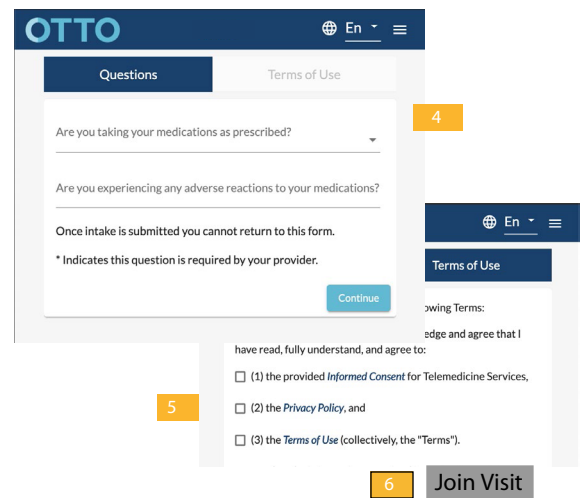 OTTO
En
Questions
Terms of Use
Are you taking your medications as prescribed?
4
Are you experiencing any adverse reactions to your medications?
Once intake is submitted you cannot return to this form.
* Indicates this question is required by your provider.
Continue
En
Terms of Use
owing Terms:
edge and agree that I
have read, fully understand, and agree to:
(1) the provided Informed Consent for Telemedicine Services,
5
(2) the Privacy Policy, and
(3) the Terms of Use (collectively, the "Terms").
6
Join Visit